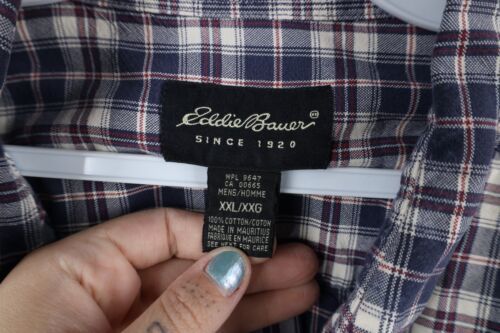 Eddie Bauer
SINCE 1920
MPL 9647
CA 00665
MENS/HOMME
XXL/XXG
100% COTTON/COTON
MADE IN MAURITIUS
FABRIQUE EN MAURICE
SEE NEXT FOR CARE